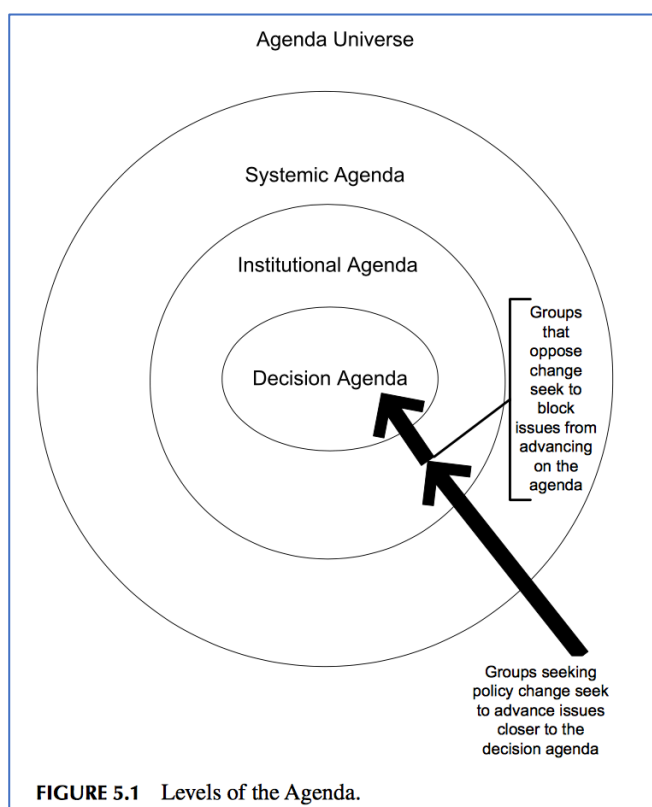 Agenda Universe
Systemic Agenda
Institutional Agenda
Decision Agenda
Groups
that
oppose
change
seek to
block
issues from
advancing
on the
agenda
Groups seeking
policy change seek
to advance issues
closer to the
decision agenda
FIGURE 5.1 Levels of the Agenda.